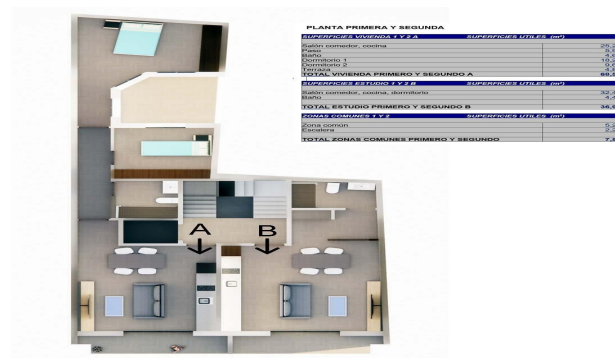 PLANTA PRIMERA Y SEGUNDA
SUPERFICIES VIVIENDA 1 Y 2 A SUPERFICIES UTILES (m²)
Salón comedor, cocina
Paso
Baño
Dormitorio 1
Dormitorio 2
Terraza
TOTAL VIVIENDA PRIMERO Y SEGUNDO A
SUPERFICIES ESTUDIO 1 Y 2 B SUPERFICIES UTILES (m²)
Salón comedor, cocina, dormitorio
Baño
TOTAL ESTUDIO PRIMERO Y SEGUNDO B
ZONAS COMUNES 1 Y 2 SUPERFICIES UTILES (m²)
Zona común
Escalera
TOTAL ZONAS COMUNES PRIMERO Y SEGUNDO
A B